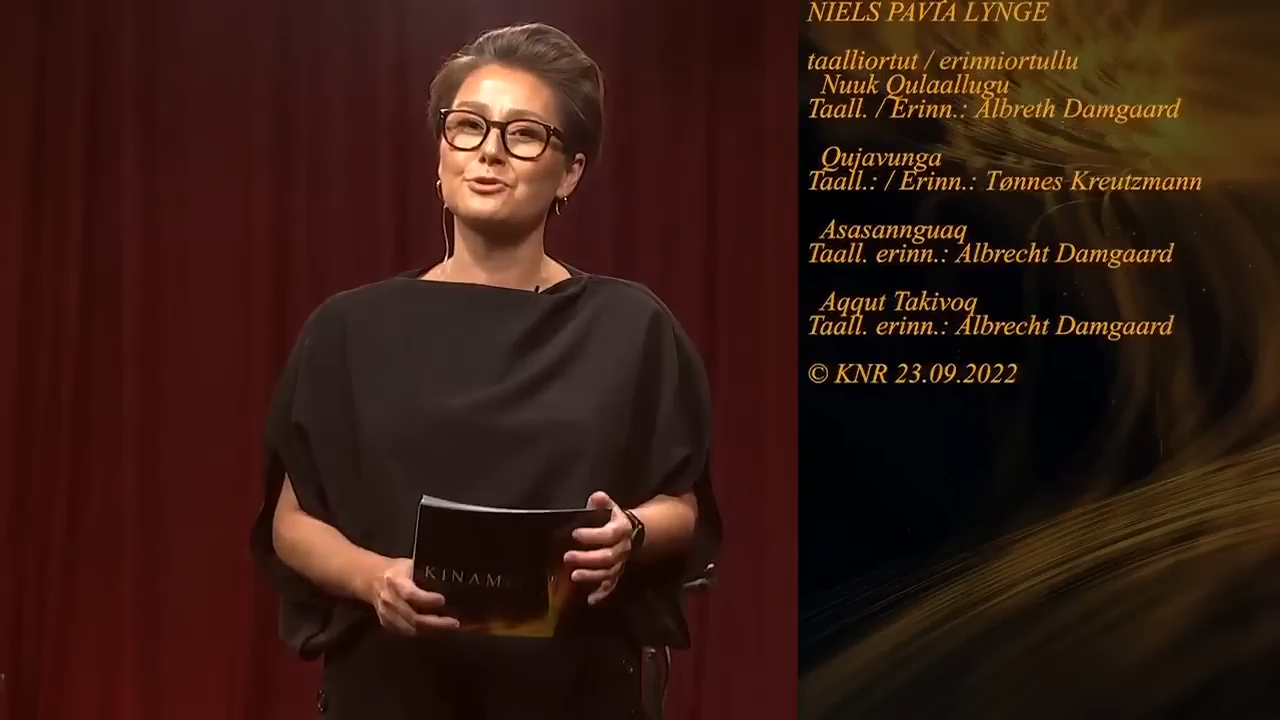 NIELS PAVIA LYNGE
taalliortut / erinniortullu
Nuuk Qulaallugu
Taall. / Erinn.: Albreth Damgaard
Qujavunga
Taall.: / Erinn.: Tønnes Kreutzmann
Asasannguaq
Taall. erinn.: Albrecht Damgaard
Aqqut Takivoq
Taall. erinn.: Albrecht Damgaard
© KNR 23.09.2022